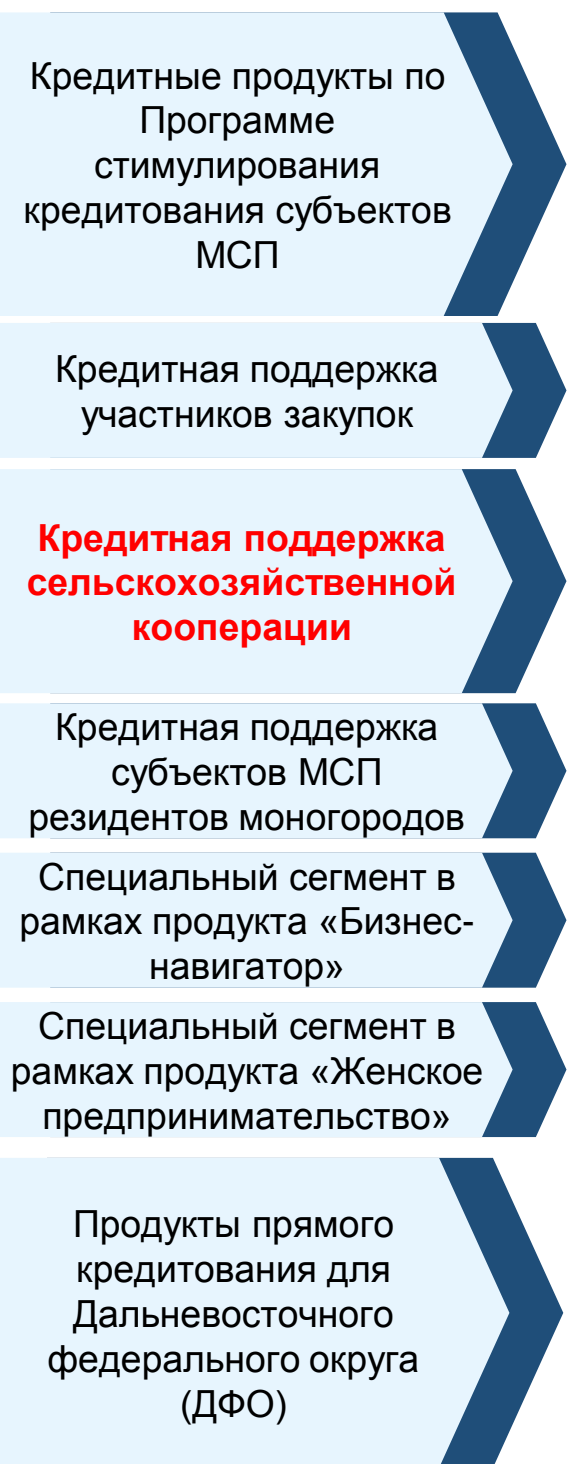 Кредитные продукты по
Программе
стимулирования
кредитования субъектов
МСП
Кредитная поддержка
участников закупок
Кредитная поддержка
сельскохозяйственной
кооперации
Кредитная поддержка
субъектов МСП
резидентов моногородов
Специальный сегмент в
рамках продукта «Бизнес-
навигатор»
Специальный сегмент в
рамках продукта «Женское
предпринимательство»
Продукты прямого
кредитования для
Дальневосточного
федерального округа
(ДФО)